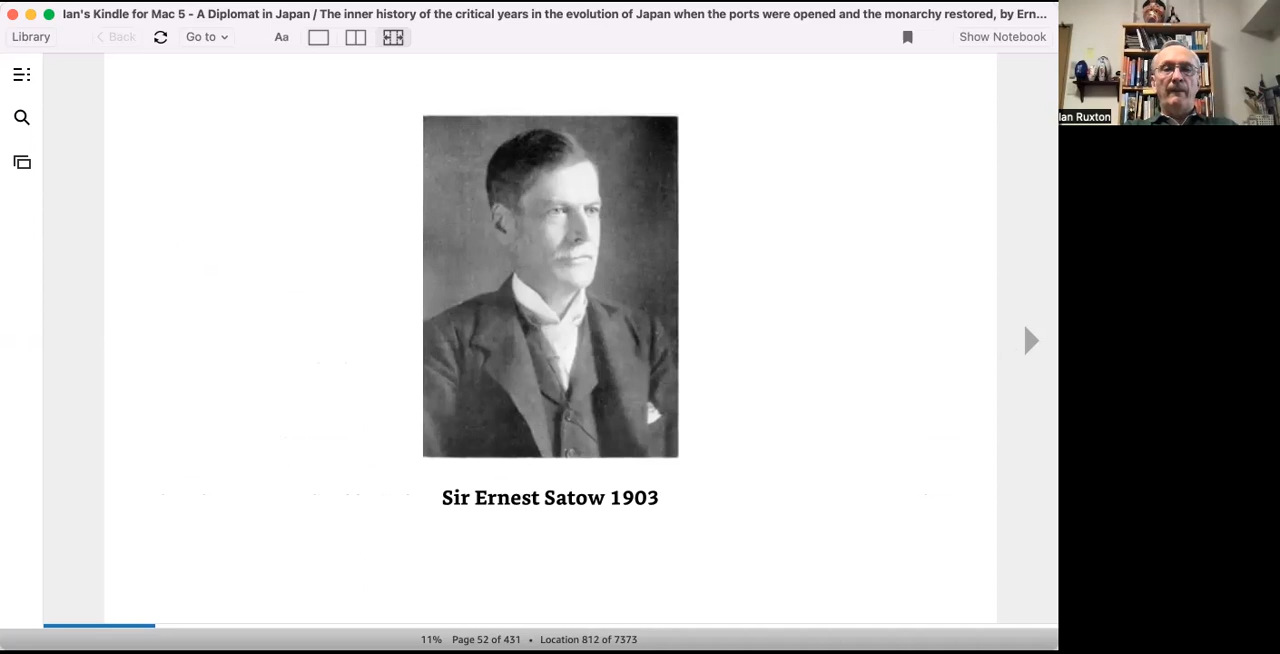 Ian's Kindle for Mac 5 - A Diplomat in Japan / The inner history of the critical years in the evolution of Japan when the ports were opened and the monarchy restored, by Ern...
Library
Back
Go to
Aa
Show Notebook
Ian Ruxton
Sir Ernest Satow 1903
11% Page 52 of 431 • Location 812 of 7373